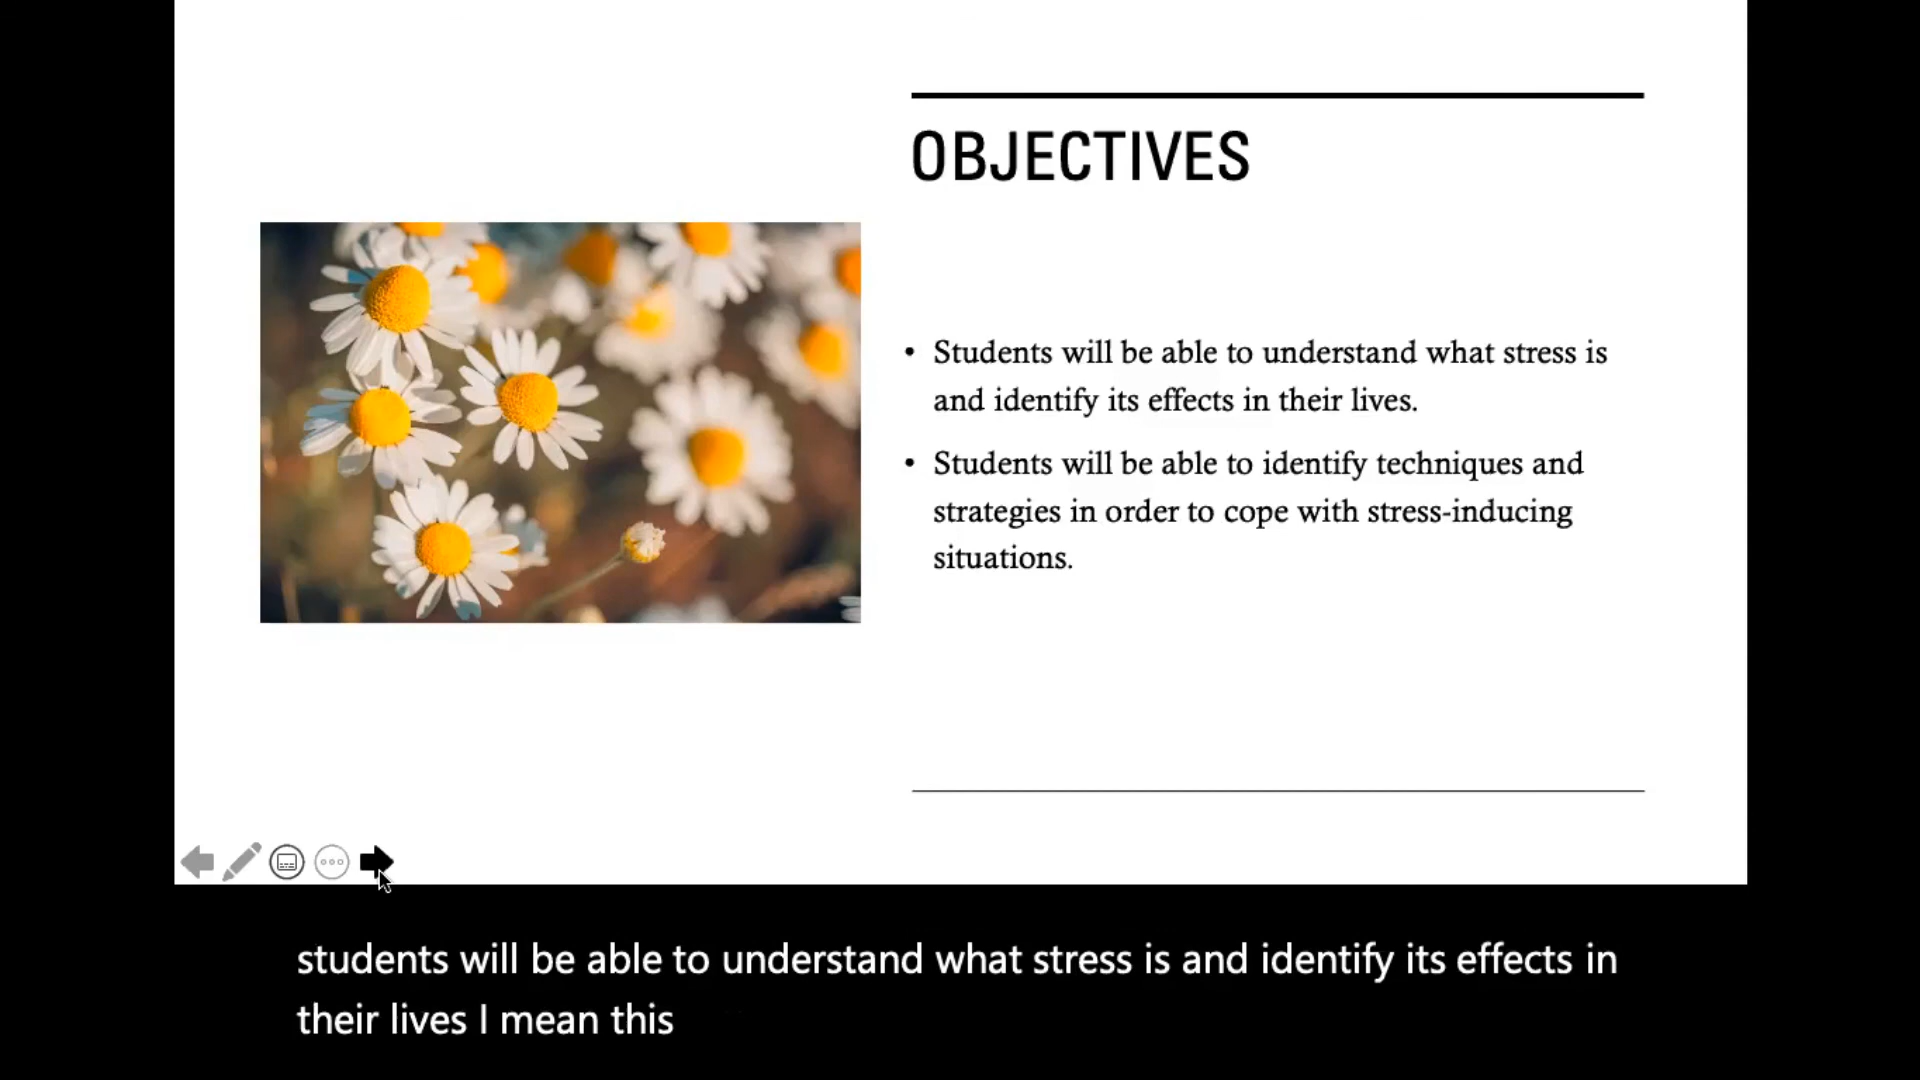 OBJECTIVES
• Students will be able to understand what stress is
and identify its effects in their lives.
• Students will be able to identify techniques and
strategies in order to cope with stress-inducing
situations.
students will be able to understand what stress is and identify its effects in
their lives I mean this